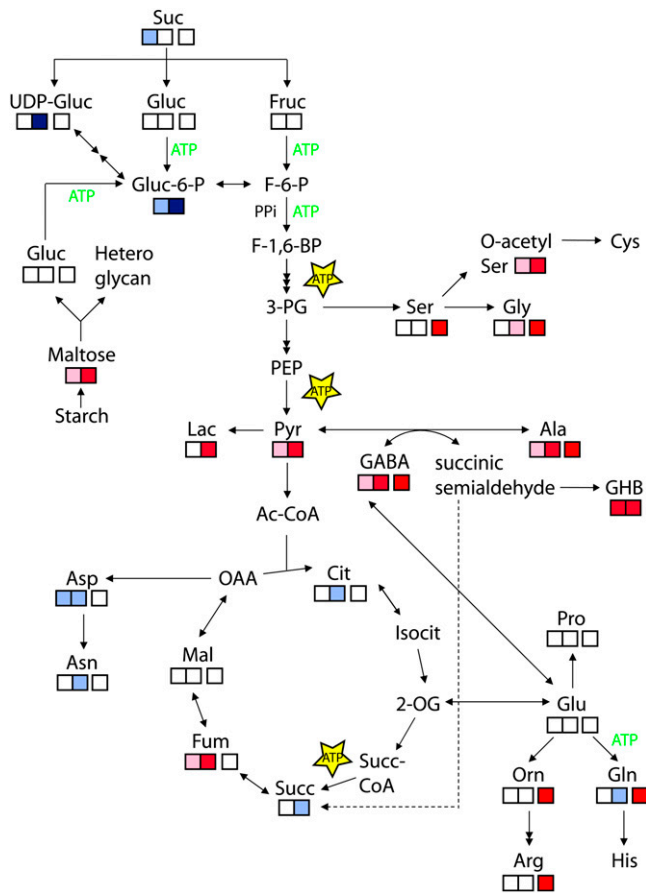 Suc
UDP-Gluc
Gluc
Fruc
ATP
ATP
ATP
Gluc-6-P
F-6-P
PPi
ATP
Gluc
Hetero
glycan
F-1,6-BP
O-acetyl
Ser
Cys
ATP
3-PG
Ser
Gly
Maltose
PEP
Starch
ATP
Lac
Pyr
Ala
GABA
succinic
semialdehyde
GHB
Ac-CoA
Asp
OAA
Cit
Asn
Isocit
Pro
Mal
2-OG
Glu
Fum
ATP
Succ-
CoA
ATP
Succ
Orn
Gln
Arg
His